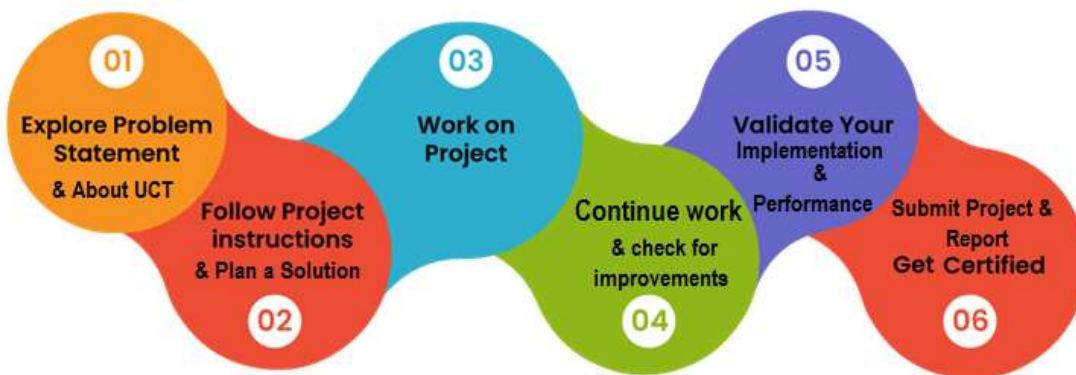 01
Explore Problem
Statement
& About UCT
Follow Project
instructions
& Plan a Solution
02
03
Work on
Project
Continue work
& check for
improvements
04
05
Validate Your
Implementation
&
Performance
Submit Project &
Report
Get Certified
06